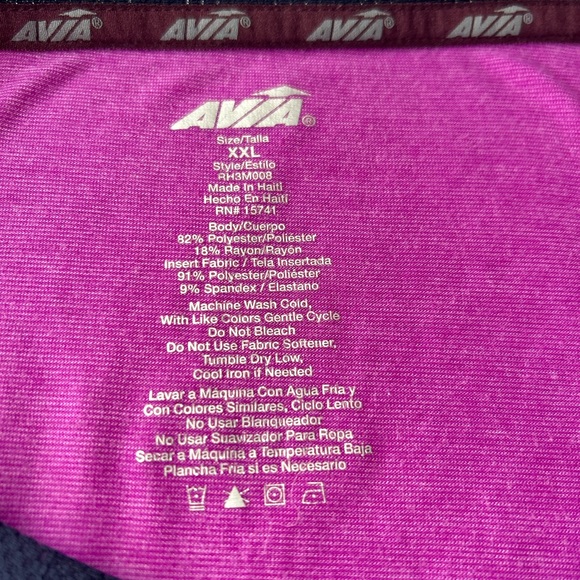 AVIA® AVIA® AVIA® AVIA®
AVIA®
Size/Talla
XXL
Style/Estilo
RH3M008
Made In Haiti
Hecho En Haiti
RN# 15741
Body/Cuerpo
82% Polyester/Poliéster
18% Rayon/Rayón
Insert Fabric / Tela Insertada
91% Polyester/Poliéster
9% Spandex / Elastano
Machine Wash Cold,
With Like Colors Gentle Cycle
Do Not Bleach
Do Not Use Fabric Softener,
Tumble Dry Low,
Cool Iron if Needed
Lavar a Máquina Con Agua Fria y
Con Colores Similares, Ciclo Lento
No Usar Blanqueador
No Usar Suavizador Para Ropa
Secar a Máquina a Temperatura Baja
Plancha Fria si es Necesario